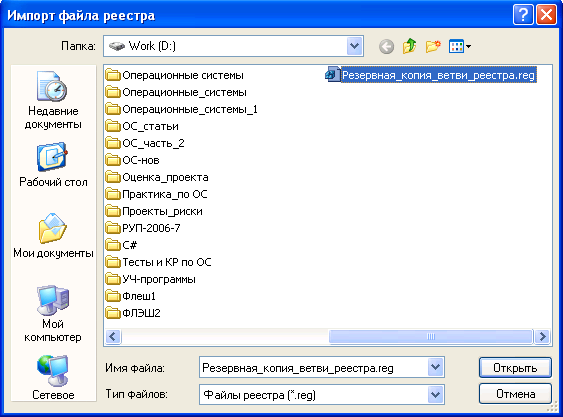 Импорт файла реестра
Папка:
Work (D:)
Недавние
документы
Рабочий стол
Мои документы
Мой
компьютер
Сетевое
Операционные системы
Операционные_системы
Операционные_системы_1
ОС_статьи
ОС_часть_2
ОС-нов
Оценка_проекта
Практика_по ОС
Проекты_риски
РУП-2006-7
С#
Тесты и КР по ОС
УЧ-программы
Флеш1
ФЛЭШ2
Резервная_копия_ветви_реестра.reg
Имя файла:
Резервная_копия_ветви_реестра.reg
Открыть
Тип файлов:
Файлы реестра (*.reg)
Отмена